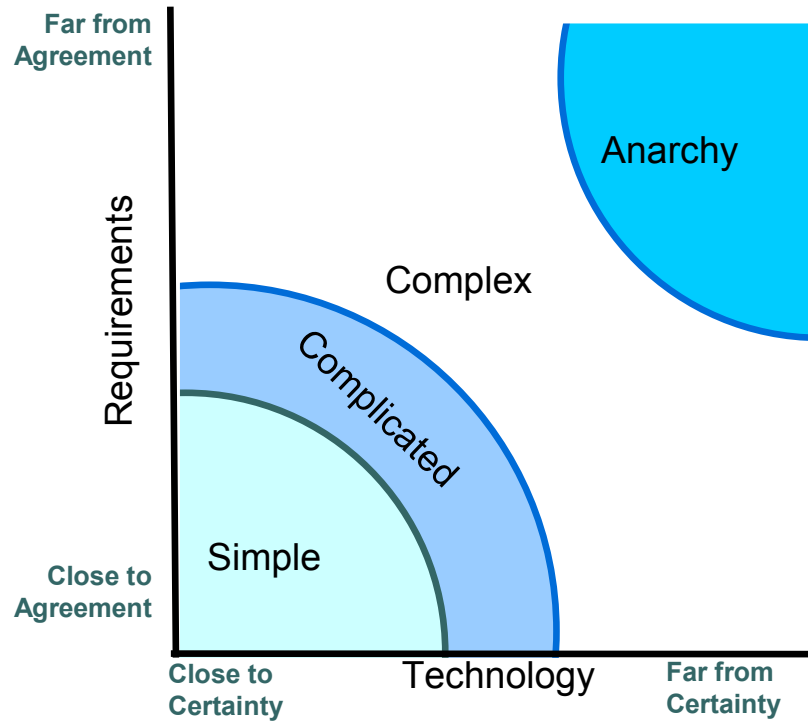 Far from
Agreement
Anarchy
Requirements
Complex
Complicated
Simple
Close to
Agreement
Close to
Certainty
Technology
Far from
Certainty